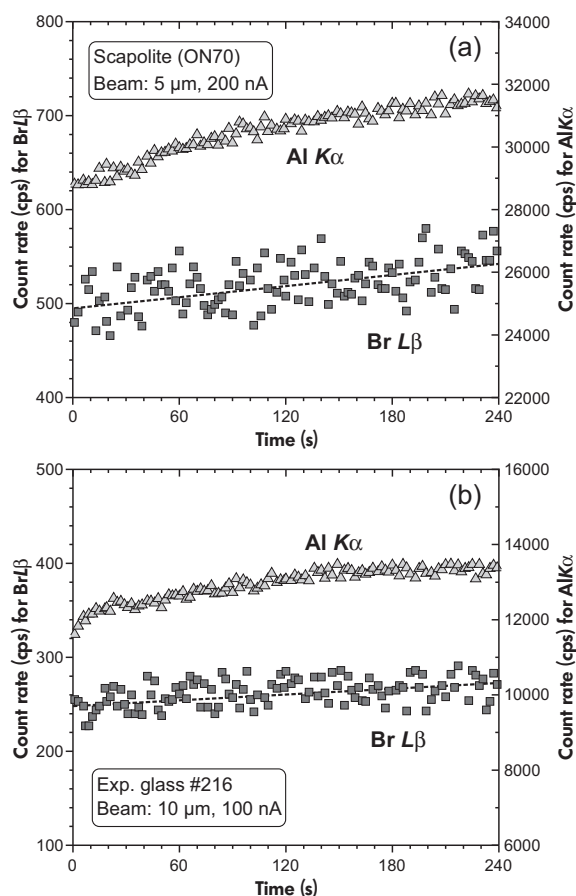 (a)
Scapolite (ON70)
Beam: 5 µm, 200 nA
Al Kα
Br Lβ
Count rate (cps) for BrLβ
800
700
600
500
400
Count rate (cps) for AlKα
34000
32000
30000
28000
26000
24000
22000
0
60
120
180
240
Time (s)
(b)
Al Kα
Br Lβ
Exp. glass #216
Beam: 10 µm, 100 nA
Count rate (cps) for BrLβ
500
400
300
200
100
Count rate (cps) for AlKα
16000
14000
12000
10000
8000
6000
0
60
120
180
240
Time (s)